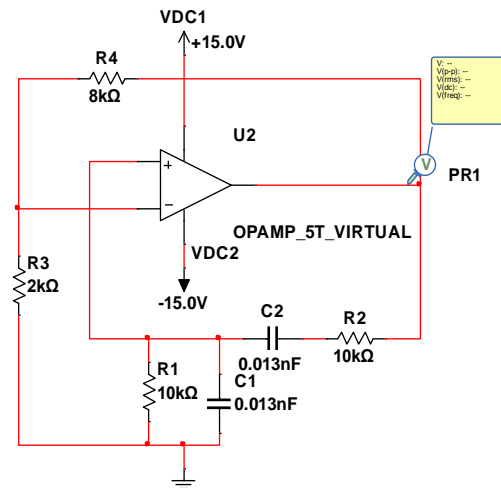 VDC1
+15.0V
R4
8kΩ
V: --
V(p-p): --
V(rms): --
V(dc): --
V(freq): --
V
PR1
U2
+
−
OPAMP_5T_VIRTUAL
VDC2
-15.0V
R3
2kΩ
C2
0.013nF
R2
10kΩ
R1
10kΩ
C1
0.013nF